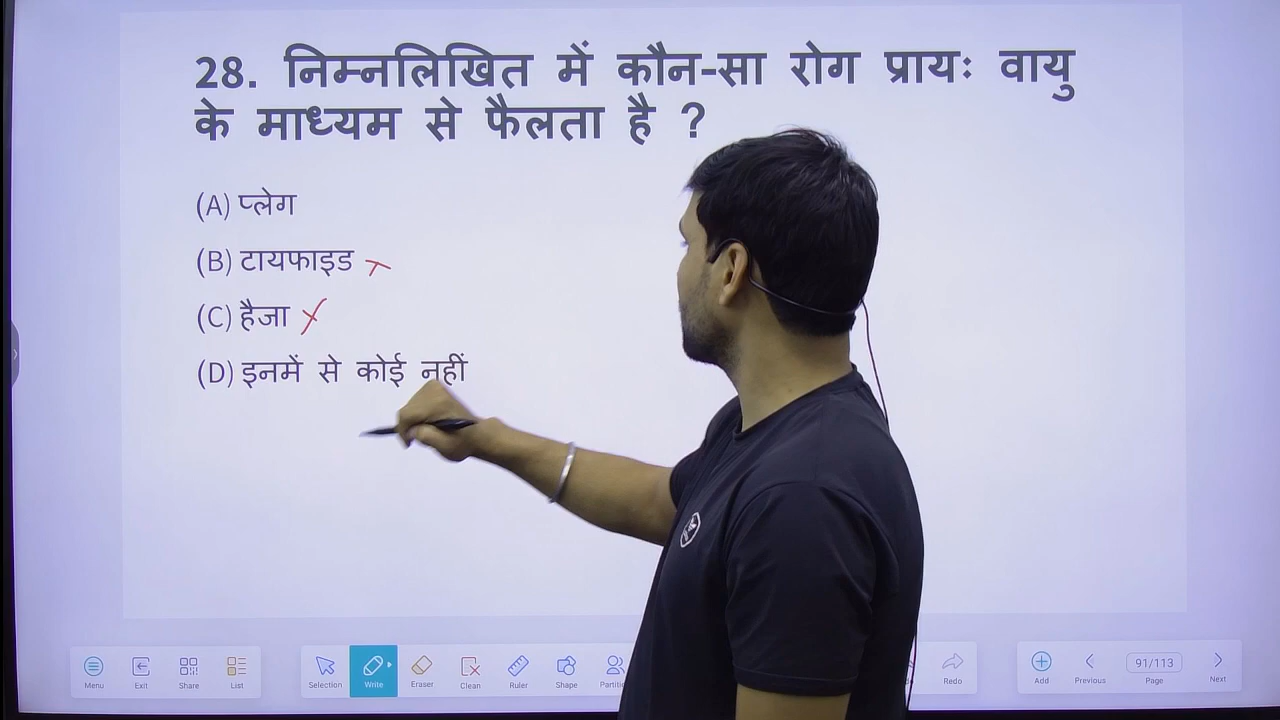 28. निम्नलिखित में कौन-सा रोग प्रायः वायु
के माध्यम से फैलता है ?
(A) प्लेग
(B) टायफाइड
(C) हैजा
(D) इनमें से कोई नहीं
Menu Exit Share List Selection Write Eraser Clean Ruler Shape Redo Add Previous 91/113 Page Next